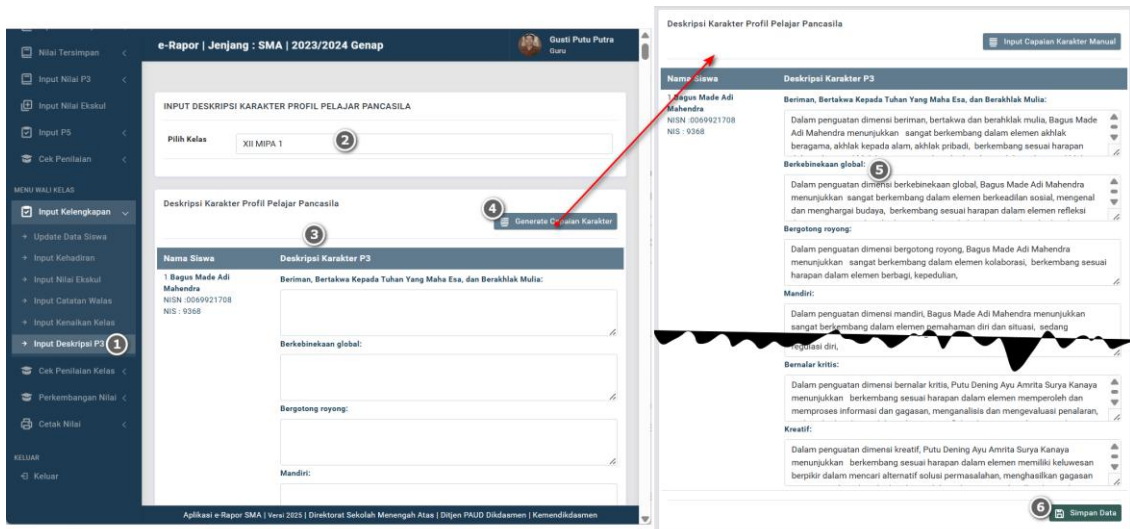 Nilai Tersimpan
Input Nilai P3
Input Nilai Ekskul
Input P5
Cek Penilaian
MENU WALI KELAS
Input Kelengkapan
Update Data Siswa
Input Kehadiran
Input Nilai Ekskul
Input Catatan Walas
Input Kenaikan Kelas
Input Deskripsi P3
1
Cek Penilaian Kelas
Perkembangan Nilai
Cetak Nilai
KELUAR
Keluar
e-Rapor | Jenjang : SMA | 2023/2024 Genap
Gusti Putu Putra
Guru
INPUT DESKRIPSI KARAKTER PROFIL PELAJAR PANCASILA
Pilih Kelas
XII MIPA 1
2
Deskripsi Karakter Profil Pelajar Pancasila
4
Generate Capaian Karakter
3
Nama Siswa Deskripsi Karakter P3
1 Bagus Made Adi
Mahendra
NISN :0069921708
NIS : 9368
Beriman, Bertakwa Kepada Tuhan Yang Maha Esa, dan Berakhlak Mulia:
Berkebinekaan global:
Bergotong royong:
Mandiri:
Aplikasi e-Rapor SMA | Versi 2025 | Direktorat Sekolah Menengah Atas | Ditjen PAUD Dikdasmen | Kemendikdasmen
Deskripsi Karakter Profil Pelajar Pancasila
Input Capaian Karakter Manual
Nama Siswa Deskripsi Karakter P3
1 Bagus Made Adi
Mahendra
NISN :0069921708
NIS : 9368
Beriman, Bertakwa Kepada Tuhan Yang Maha Esa, dan Berakhlak Mulia:
Dalam penguatan dimensi beriman, bertakwa dan berahklak mulia, Bagus Made
Adi Mahendra menunjukkan sangat berkembang dalam elemen akhlak
beragama, akhlak kepada alam, akhlak pribadi, berkembang sesuai harapan
Berkebinekaan global:
5
Dalam penguatan dimensi berkebinekaan global, Bagus Made Adi Mahendra
menunjukkan sangat berkembang dalam elemen berkeadilan sosial, mengenal
dan menghargai budaya, berkembang sesuai harapan dalam elemen refleksi
Bergotong royong:
Dalam penguatan dimensi bergotong royong, Bagus Made Adi Mahendra
menunjukkan sangat berkembang dalam elemen kolaborasi, berkembang sesuai
harapan dalam elemen berbagi, kepedulian,
Mandiri:
Dalam penguatan dimensi mandiri, Bagus Made Adi Mahendra menunjukkan
sangat berkembang dalam elemen pemahaman diri dan situasi, sedang
regulasi diri,
Bernalar kritis:
Dalam penguatan dimensi bernalar kritis, Putu Dening Ayu Amrita Surya Kanaya
menunjukkan berkembang sesuai harapan dalam elemen memperoleh dan
memproses informasi dan gagasan, menganalisis dan mengevaluasi penalaran,
Kreatif:
Dalam penguatan dimensi kreatif, Putu Dening Ayu Amrita Surya Kanaya
menunjukkan berkembang sesuai harapan dalam elemen memiliki keluwesan
berpikir dalam mencari alternatif solusi permasalahan, menghasilkan gagasan
6
Simpan Data